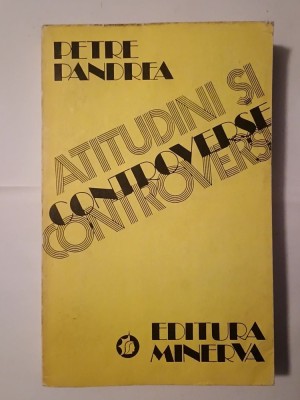 PETRE
PANDREA
ATITUDINI ȘI
CONTROVERSE
CONTROVERSE
EDITURA
MINERVA